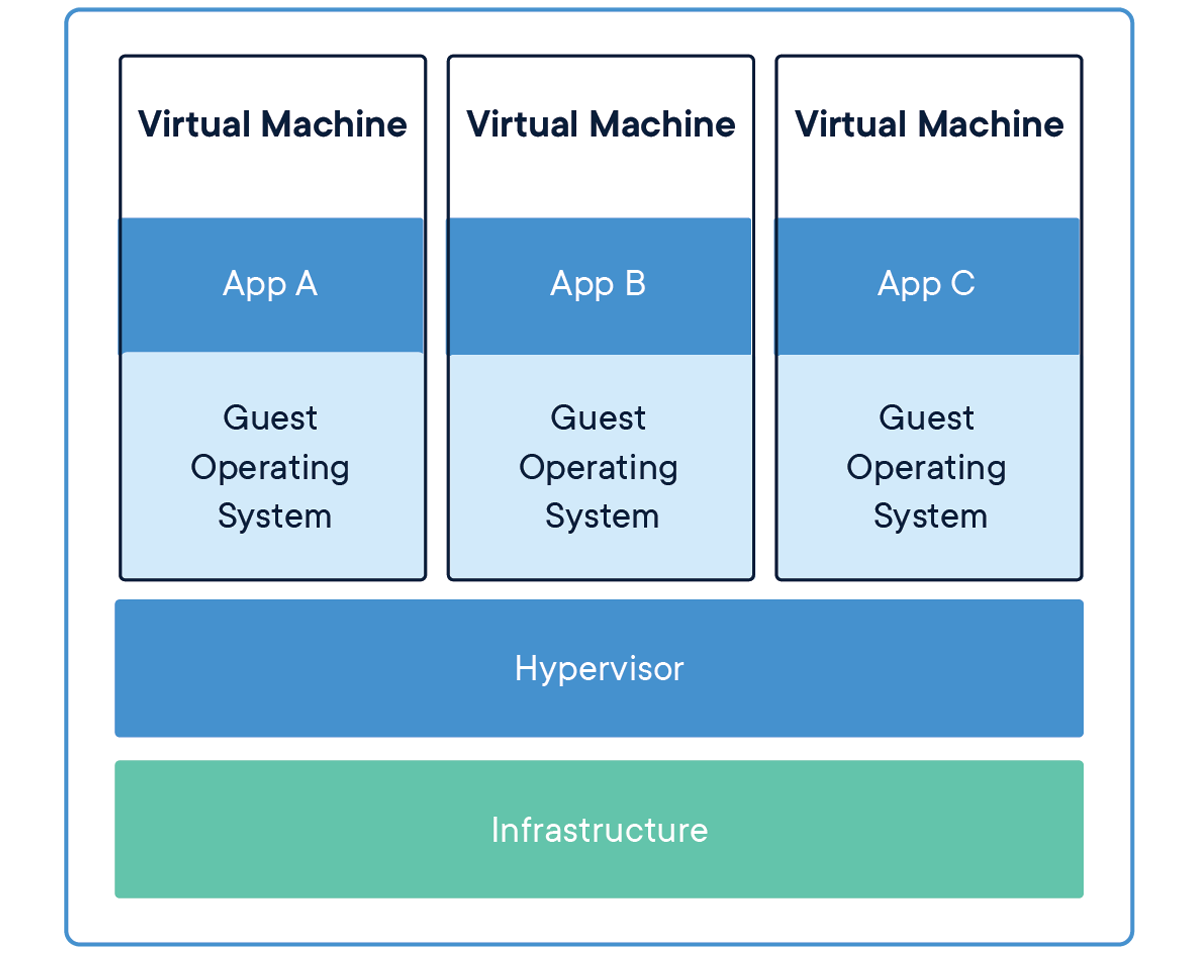 Virtual Machine
Virtual Machine
Virtual Machine
App A
App B
App C
Guest
Operating
System
Guest
Operating
System
Guest
Operating
System
Hypervisor
Infrastructure